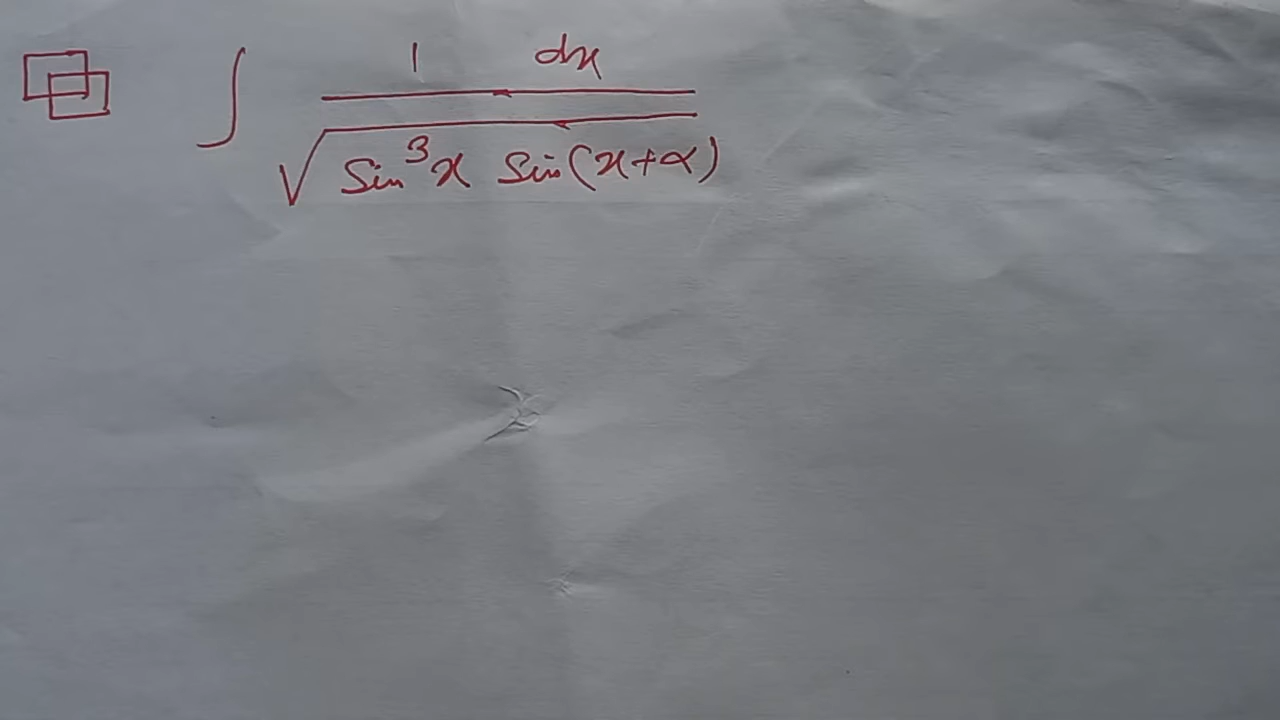 ∫ 1 dx / √(Sin³x Sin(x+α))